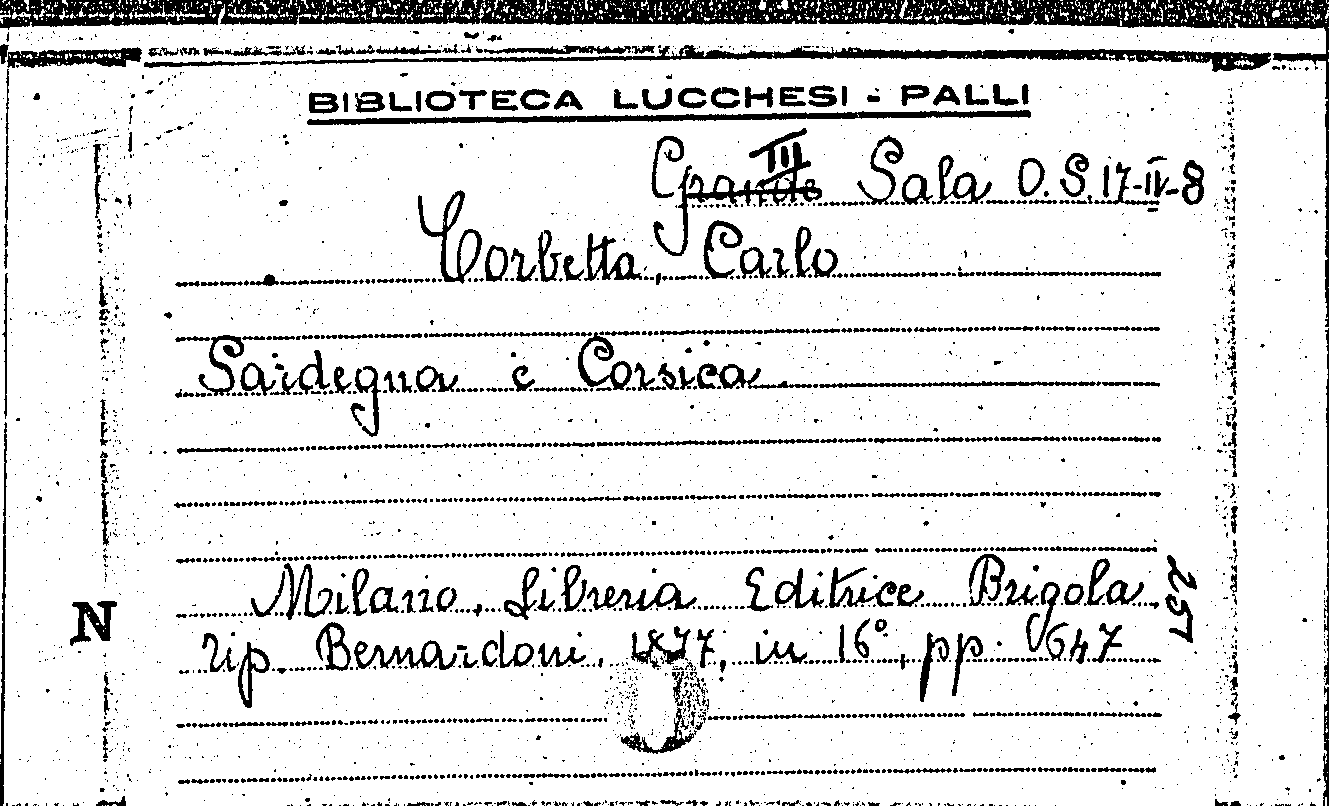 BIBLIOTECA LUCCHESI - PALLI
Grande III Sala O.S.17-IV-8
Corbetta, Carlo
Sardegna e Corsica.
Milano, Libreria Editrice Brigola,
tip. Bernardoni, 1877, in 16°, pp. 647
257
N